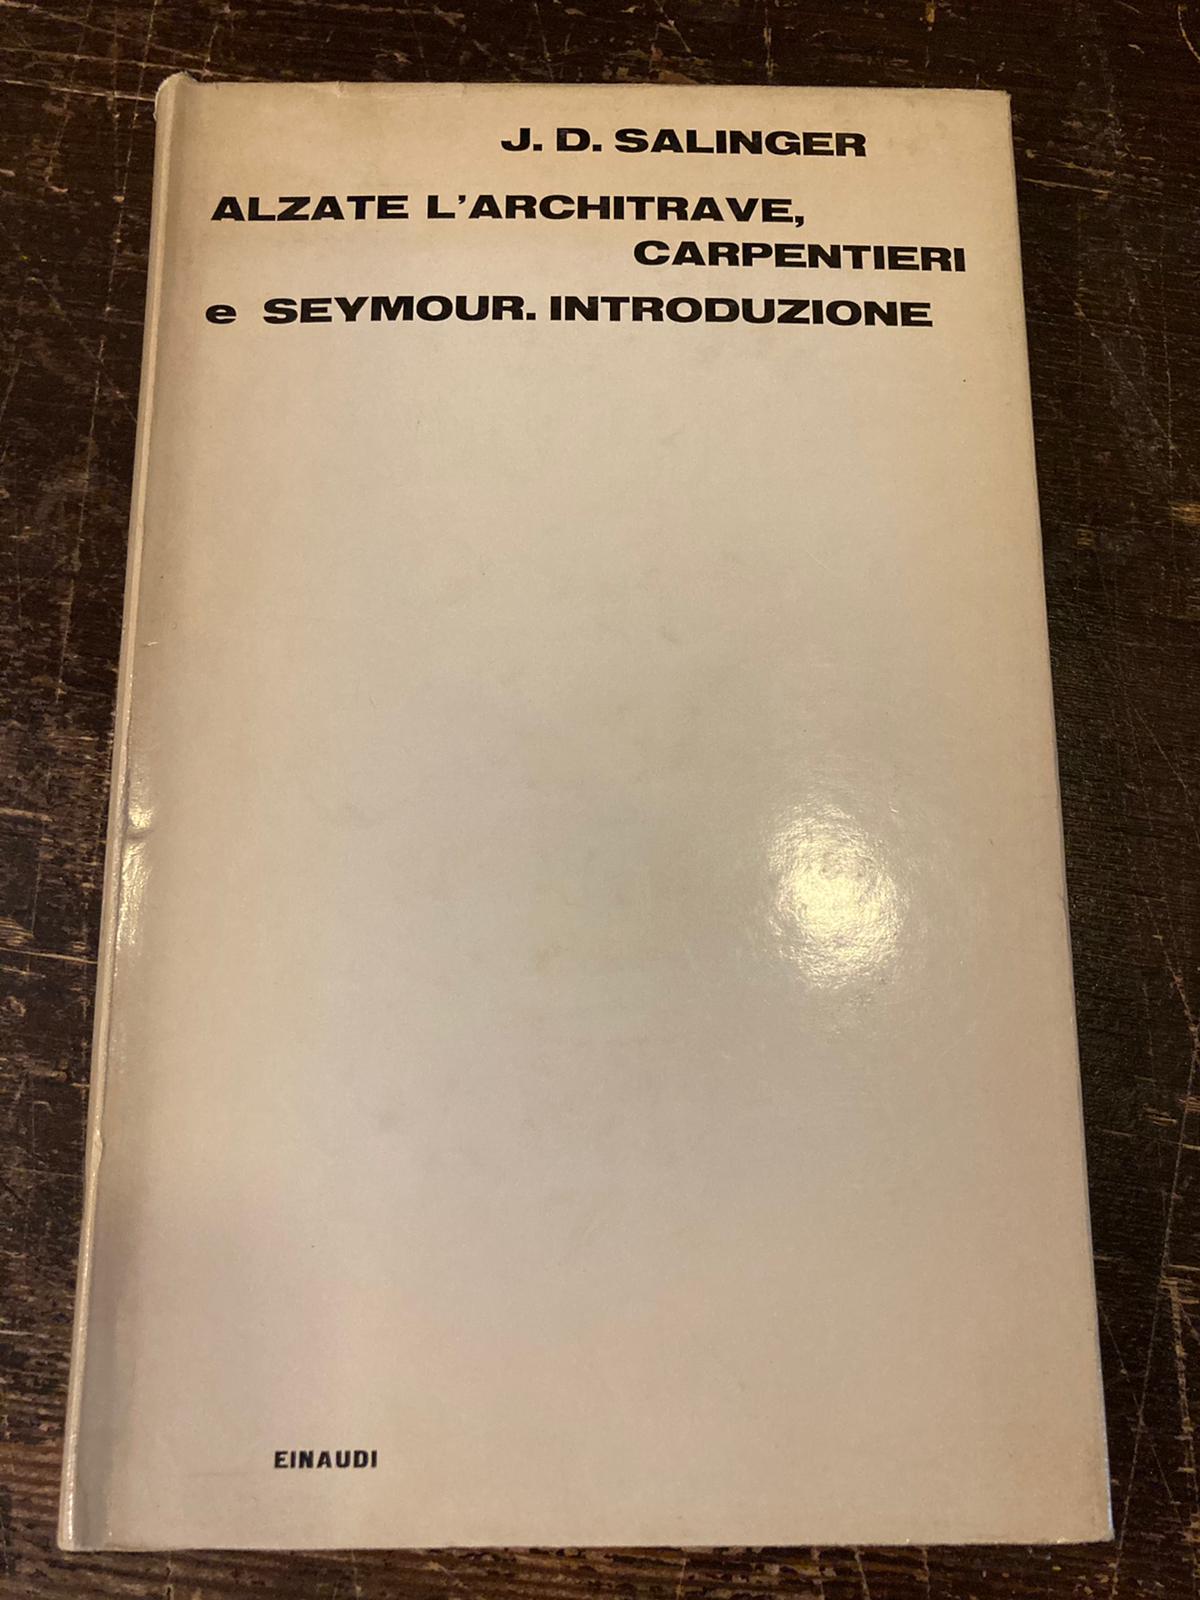 J. D. SALINGER
ALZATE L'ARCHITRAVE,
CARPENTIERI
e SEYMOUR. INTRODUZIONE
EINAUDI